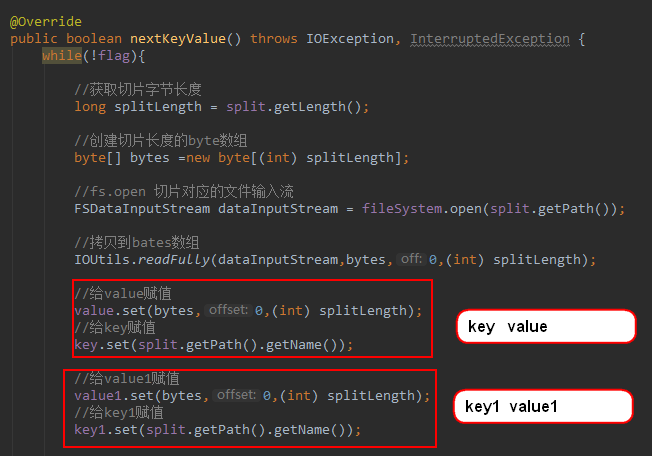 @Override
public boolean nextKeyValue() throws IOException, InterruptedException {
while(!flag){
//获取切片字节长度
long splitLength = split.getLength();
//创建切片长度的byte数组
byte[] bytes =new byte[(int) splitLength];
//fs.open 切片对应的文件输入流
FSDataInputStream dataInputStream = fileSystem.open(split.getPath());
//拷贝到bates数组
IOUtils.readFully(dataInputStream,bytes, off: 0,(int) splitLength);
//给value赋值
value.set(bytes, offset: 0,(int) splitLength);
//给key赋值
key.set(split.getPath().getName());
key value
//给value1赋值
value1.set(bytes, offset: 0,(int) splitLength);
//给key1赋值
key1.set(split.getPath().getName());
key1 value1